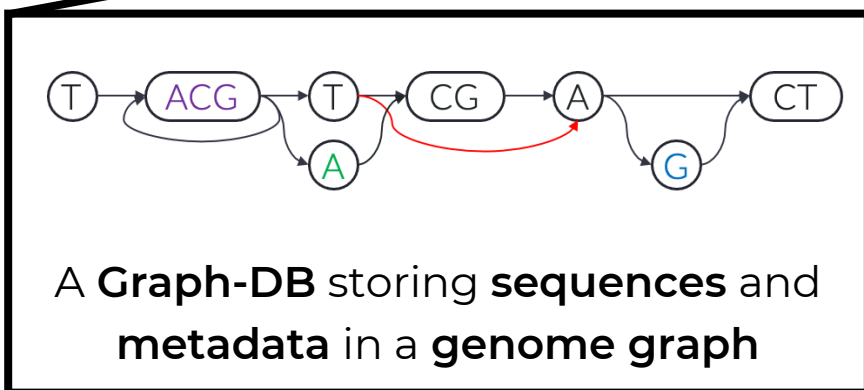 T ACG T CG A CT
A G
A Graph-DB storing sequences and
metadata in a genome graph